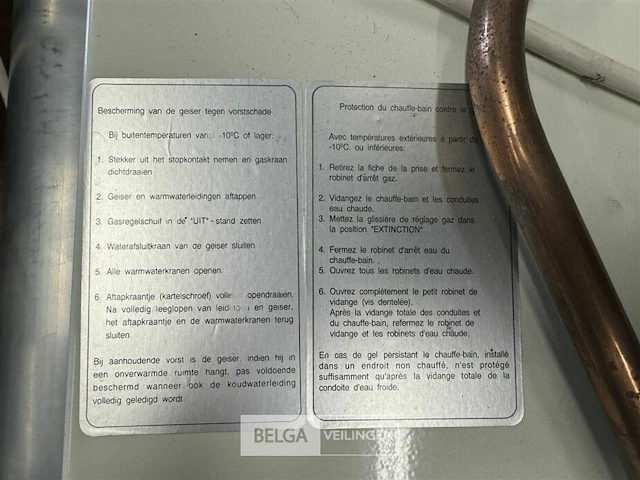 Bescherming van de geiser tegen vorstschade
Bij buitentemperaturen van -10°C of lager:
1. Stekker uit het stopkontakt nemen en gaskraan
dichtdraaien
2. Geiser en warmwaterleidingen aftappen.
3. Gasregelschuif in de "UIT"-stand zetten.
4. Waterafsluitkraan van de geiser sluiten.
5. Alle warmwaterkranen openen.
6. Aftapkraantje (kartelschroef) opendraaien.
Na volledig leeglopen van en geiser,
het aftapkraantje en de warmwaterkranen terug
sluiten.
Bij aanhoudende vorst is de geiser, indien hij in
een onverwarmde ruimte hangt, pas voldoende
beschermd wanneer ook de koudwaterleiding
volledig geledigd wordt.
Protection du chauffe-bain contre le
Avec températures extérieures à partir de
-10°C. ou inférieures:
1. Retirez la fiche de la prise et fermez le
robinet d'arrêt gaz.
2. Vidangez le chauffe-bain et les conduites
eau chaude.
3. Mettez la glissière de réglage gaz dans
la position "EXTINCTION".
4. Fermez le robinet d'arrêt eau du
chauffe-bain.
5. Ouvrez tous les robinets d'eau chaude.
6. Ouvrez complètement le petit robinet de
vidange (vis dentelée).
Après la vidange totale des conduites et
du chauffe-bain, refermez le robinet de
vidange et les robinets d'eau chaude.
En cas de gel persistant le chauffe-bain, installé
dans un endroit non chauffé, n'est protégé
suffisamment qu'après la vidange totale de la
conduite d'eau froide.
BELGA VEILINGEN